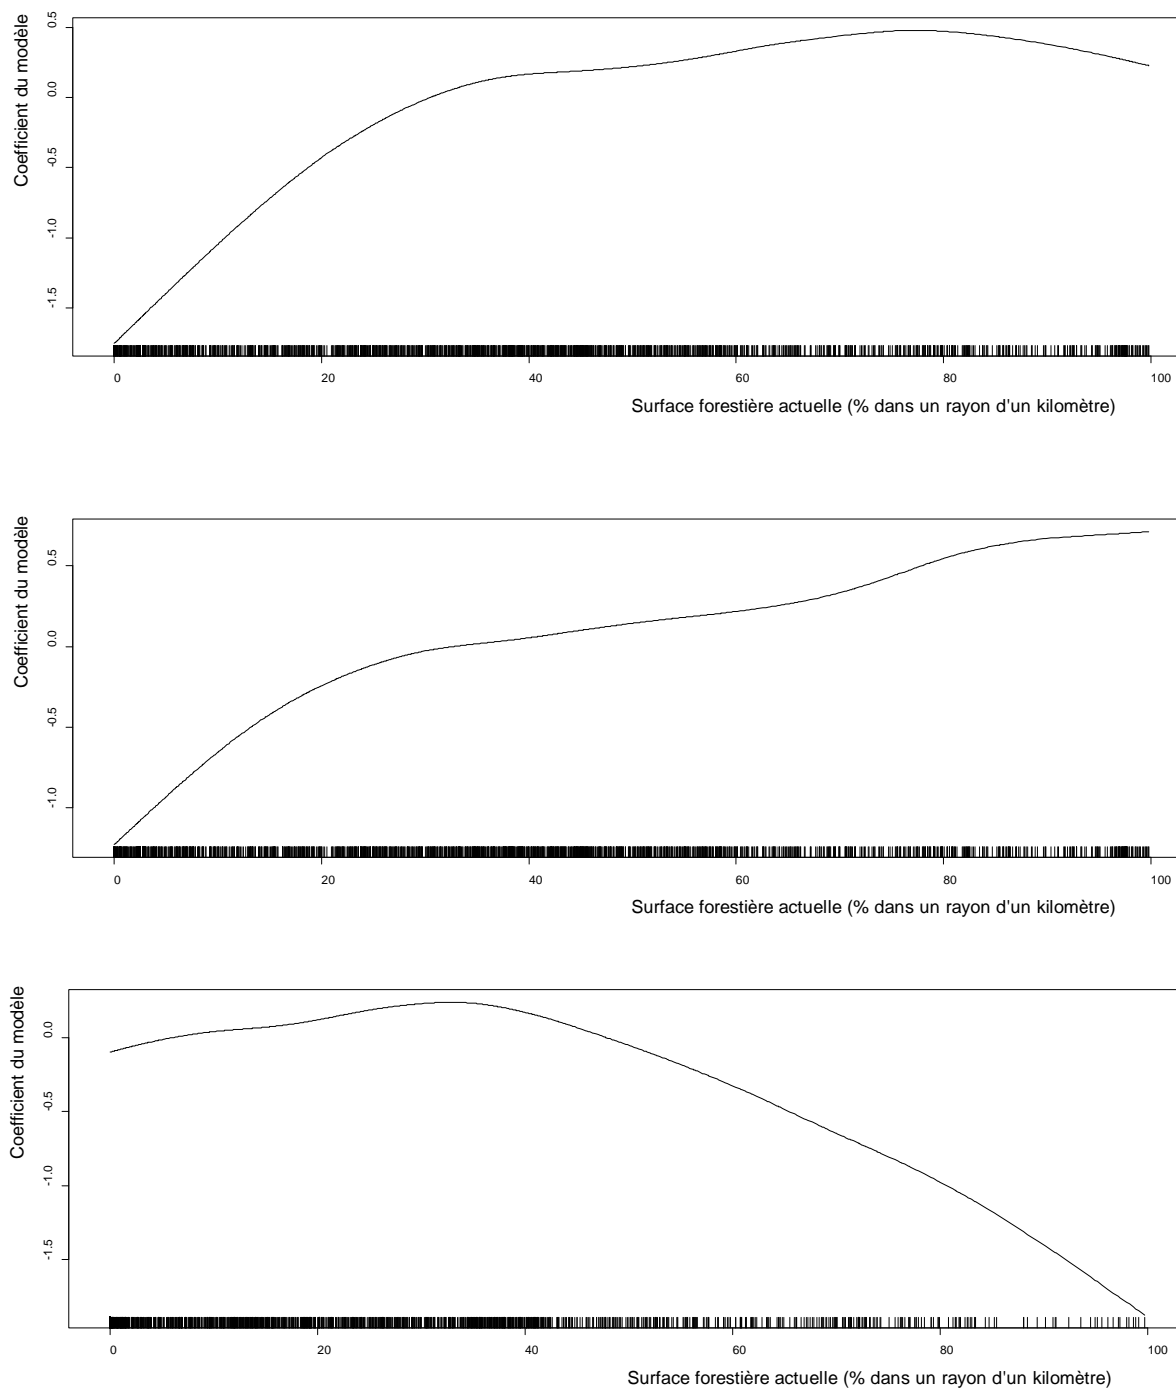 Coefficient du modèle
0.5
0.0
-0.5
-1.0
-1.5
0 20 40 60 80 100
Surface forestière actuelle (% dans un rayon d'un kilomètre)
Coefficient du modèle
0.5
0.0
-0.5
-1.0
0 20 40 60 80 100
Surface forestière actuelle (% dans un rayon d'un kilomètre)
Coefficient du modèle
0.0
-0.5
-1.0
-1.5
0 20 40 60 80 100
Surface forestière actuelle (% dans un rayon d'un kilomètre)